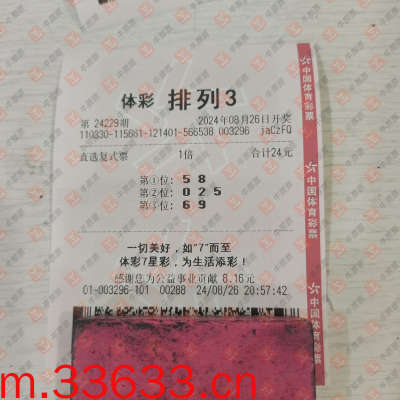 体彩 排列3
第 24229期 2024年08月26日开奖
110330-115661-121401-566538 003296 jaCzFQ
直选复式票 1倍 合计24元
第①位: 5 8
第②位: 0 2 5
第③位: 6 9
一切美好，如"7"而至
体彩7星彩，为生活添彩！
感谢您为公益事业贡献 8.16元
01-003296-101 00288 24/08/26 20:57:42
中国体育彩票
中国体育彩票
中国体育彩票
m.33633.cn